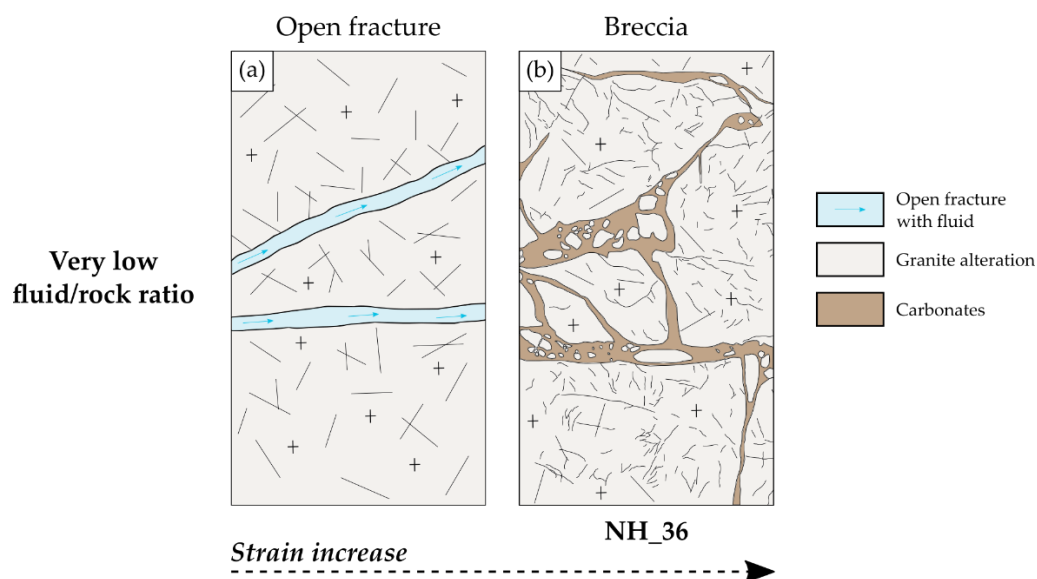 Open fracture
Breccia
(a)
(b)
Very low
fluid/rock ratio
Open fracture
with fluid
Granite alteration
Carbonates
NH_36
Strain increase